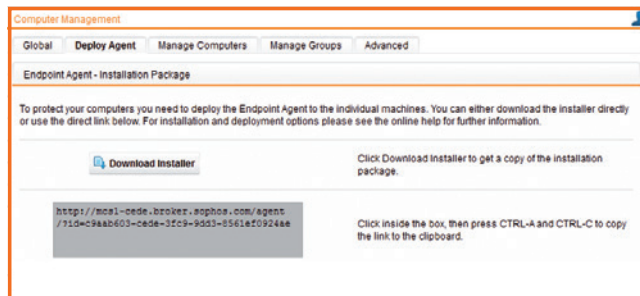 Computer Management
Global Deploy Agent Manage Computers Manage Groups Advanced
Endpoint Agent - Installation Package
To protect your computers you need to deploy the Endpoint Agent to the individual machines. You can either download the installer directly
or use the direct link below. For installation and deployment options please see the online help for further information.
Download Installer
Click Download Installer to get a copy of the installation
package.
http://mcs1-cede.broker.sophos.com/agent
/?id=c9aab603-cede-3fc9-9dd3-8561ef0924ae
Click inside the box, then press CTRL-A and CTRL-C to copy
the link to the clipboard.